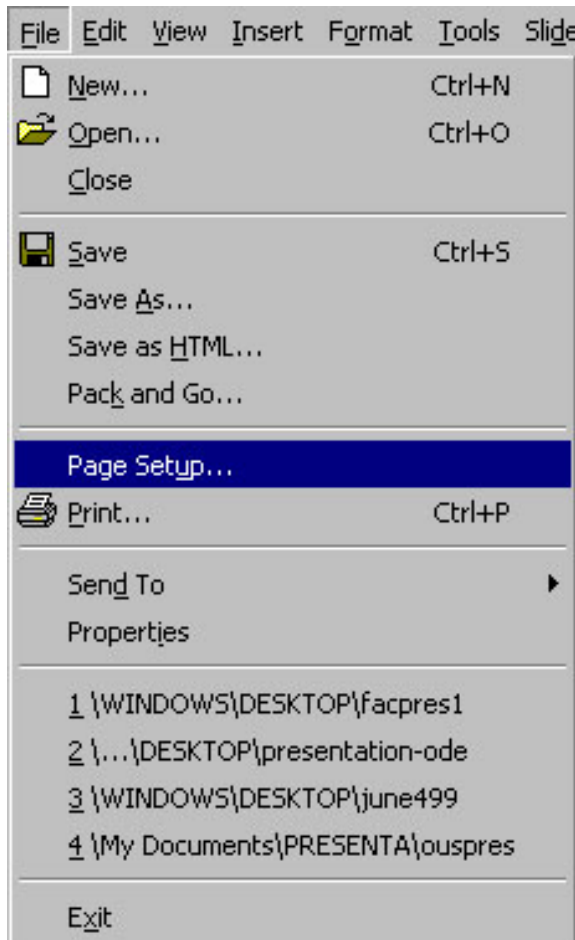 File Edit View Insert Format Tools Slide
New... Ctrl+N
Open... Ctrl+O
Close
Save Ctrl+S
Save As...
Save as HTML...
Pack and Go...
Page Setup...
Print... Ctrl+P
Send To
Properties
1 \WINDOWS\DESKTOP\facpres1
2 \...\DESKTOP\presentation-ode
3 \WINDOWS\DESKTOP\june499
4 \My Documents\PRESENTA\ouspres
Exit